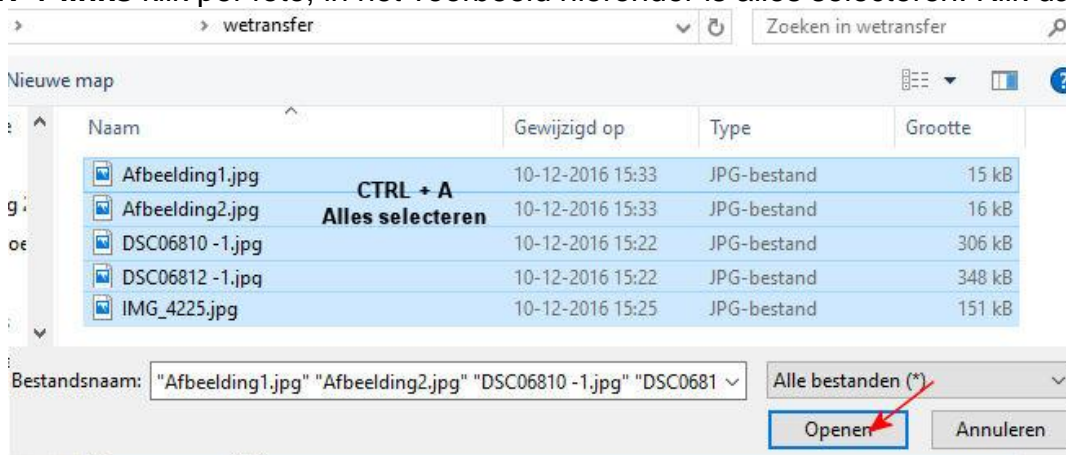 klik per foto, in het voorbeeld hieronder is alles selecteren. Klik
> > wetransfer Zoeken in wetransfer
Nieuwe map
Naam Gewijzigd op Type Grootte
Afbeelding1.jpg 10-12-2016 15:33 JPG-bestand 15 kB
CTRL + A
Afbeelding2.jpg 10-12-2016 15:33 JPG-bestand 16 kB
Alles selecteren
DSC06810 -1.jpg 10-12-2016 15:22 JPG-bestand 306 kB
DSC06812 -1.jpg 10-12-2016 15:22 JPG-bestand 348 kB
IMG_4225.jpg 10-12-2016 15:25 JPG-bestand 151 kB
Bestandsnaam: "Afbeelding1.jpg" "Afbeelding2.jpg" "DSC06810 -1.jpg" "DSC0681 Alle bestanden (*)
Openen Annuleren